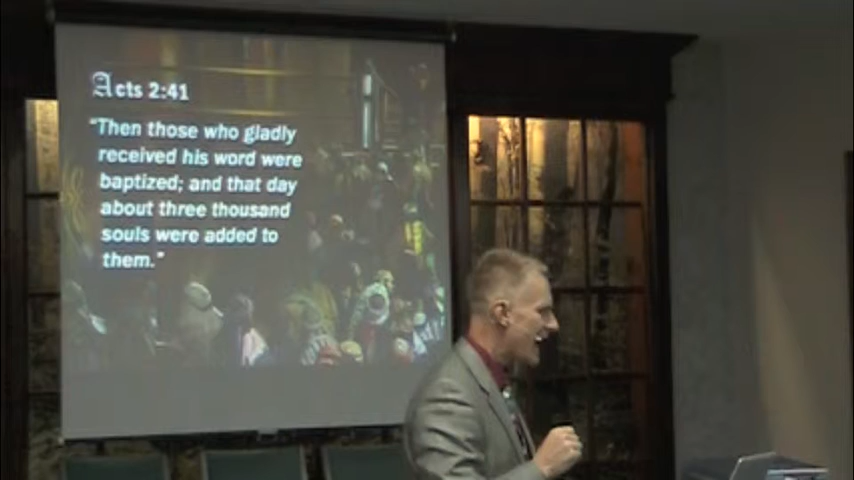 Acts 2:41
"Then those who gladly
received his word were
baptized; and that day
about three thousand
souls were added to
them."